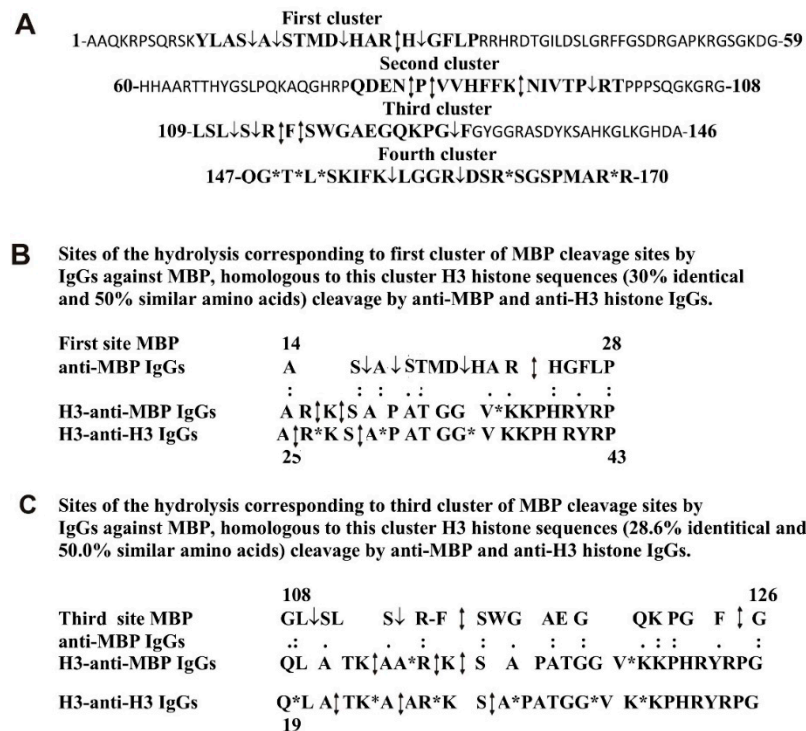 A
First cluster
1-AAQKRPSQRSKYLAS↓A↓STMD↓HAR↕H↓GFLPRRHRDTGILDSLGRFFGSDRGAPKRGSGKDG-59
Second cluster
60-HHAARTTHYGSLPQKAQGHRPQDEN↕P↕VVHFFK↕NIVTP↓RTPPPSQGKGRG-108
Third cluster
109-LSL↓S↓R↕F↕SWGAEGQKPG↓FGYGGRASDYKSAHKGLKGHDA-146
Fourth cluster
147-QG*T*L*SKIFK↓LGGR↓DSR*SGSPMAR*R-170
B Sites of the hydrolysis corresponding to first cluster of MBP cleavage sites by
IgGs against MBP, homologous to this cluster H3 histone sequences (30% identical
and 50% similar amino acids) cleavage by anti-MBP and anti-H3 histone IgGs.
First site MBP 14 28
anti-MBP IgGs A S↓A↓STMD↓HA R ↕ HGFLP
: : : . : . . : . :
H3-anti-MBP IgGs A R↕K↕S A P AT GG V*KKPHRYRP
H3-anti-H3 IgGs A↕R*K S↕A*PAT GG* V KKPH RYRP
25 43
C Sites of the hydrolysis corresponding to third cluster of MBP cleavage sites by
IgGs against MBP, homologous to this cluster H3 histone sequences (28.6% identitical and
50.0% similar amino acids) cleavage by anti-MBP and anti-H3 histone IgGs.
108 126
Third site MBP GL↓SL S↓ R-F ↕ SWG AEG QKPG F ↕ G
anti-MBP IgGs .: . . : : . : . : : . :
H3-anti-MBP IgGs QL A TK↕AA*R↕K↕ S A PATGG V*KKPHRYRPG
H3-anti-H3 IgGs Q*L A↕TK*A↕AR*K S↕A*PATGG*V K*KPHRYRPG
19